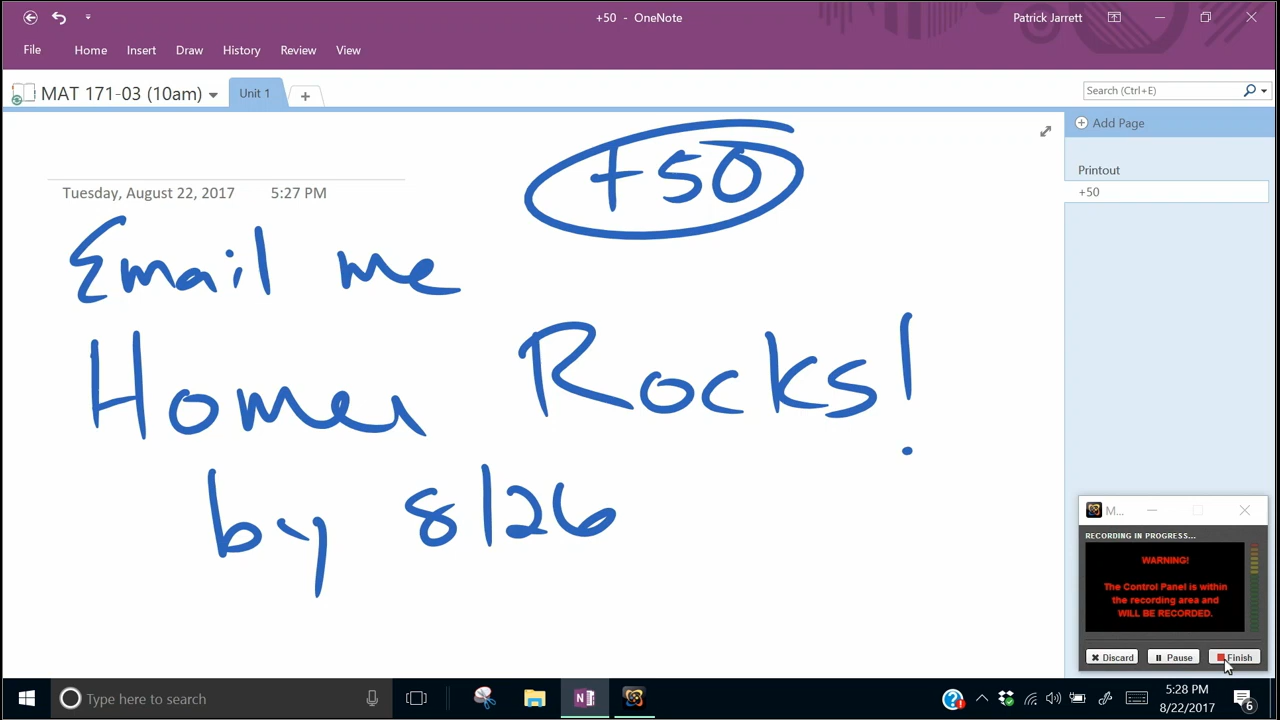 +50 - OneNote
Patrick Jarrett
File Home Insert Draw History Review View
MAT 171-03 (10am)
Unit 1
Search (Ctrl+E)
Add Page
Printout
+50
+50
Tuesday, August 22, 2017 5:27 PM
Email me
Homer Rocks!
by 8/26
M...
RECORDING IN PROGRESS...
WARNING!
The Control Panel is within
the recording area and
WILL BE RECORDED.
Discard Pause Finish
Type here to search
5:28 PM
8/22/2017
6